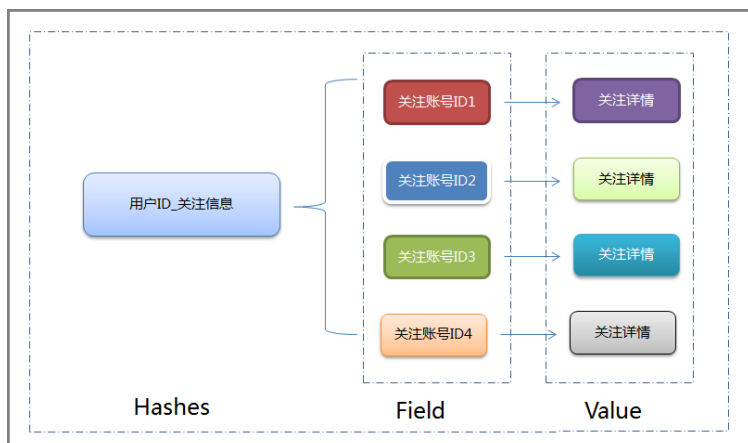 关注账号ID1
关注详情
用户ID_关注信息
关注账号ID2
关注详情
关注账号ID3
关注详情
关注账号ID4
关注详情
Hashes
Field
Value